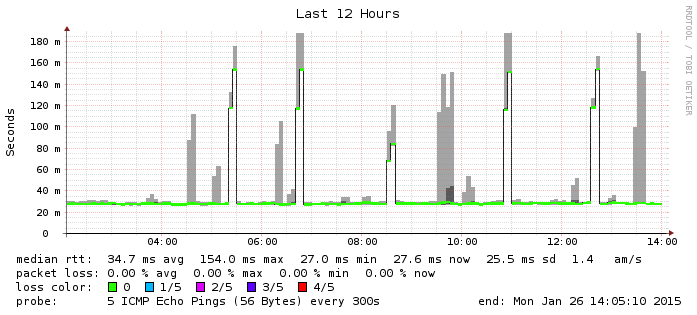 Last 12 Hours
RRDTOOL / TOBI OETIKER
Seconds
180 m
160 m
140 m
120 m
100 m
80 m
60 m
40 m
20 m
0
04:00 06:00 08:00 10:00 12:00 14:00
median rtt: 34.7 ms avg 154.0 ms max 27.0 ms min 27.6 ms now 25.5 ms sd 1.4 am/s
packet loss: 0.00 % avg 0.00 % max 0.00 % min 0.00 % now
loss color: 0 1/5 2/5 3/5 4/5
probe: 5 ICMP Echo Pings (56 Bytes) every 300s end: Mon Jan 26 14:05:10 2015